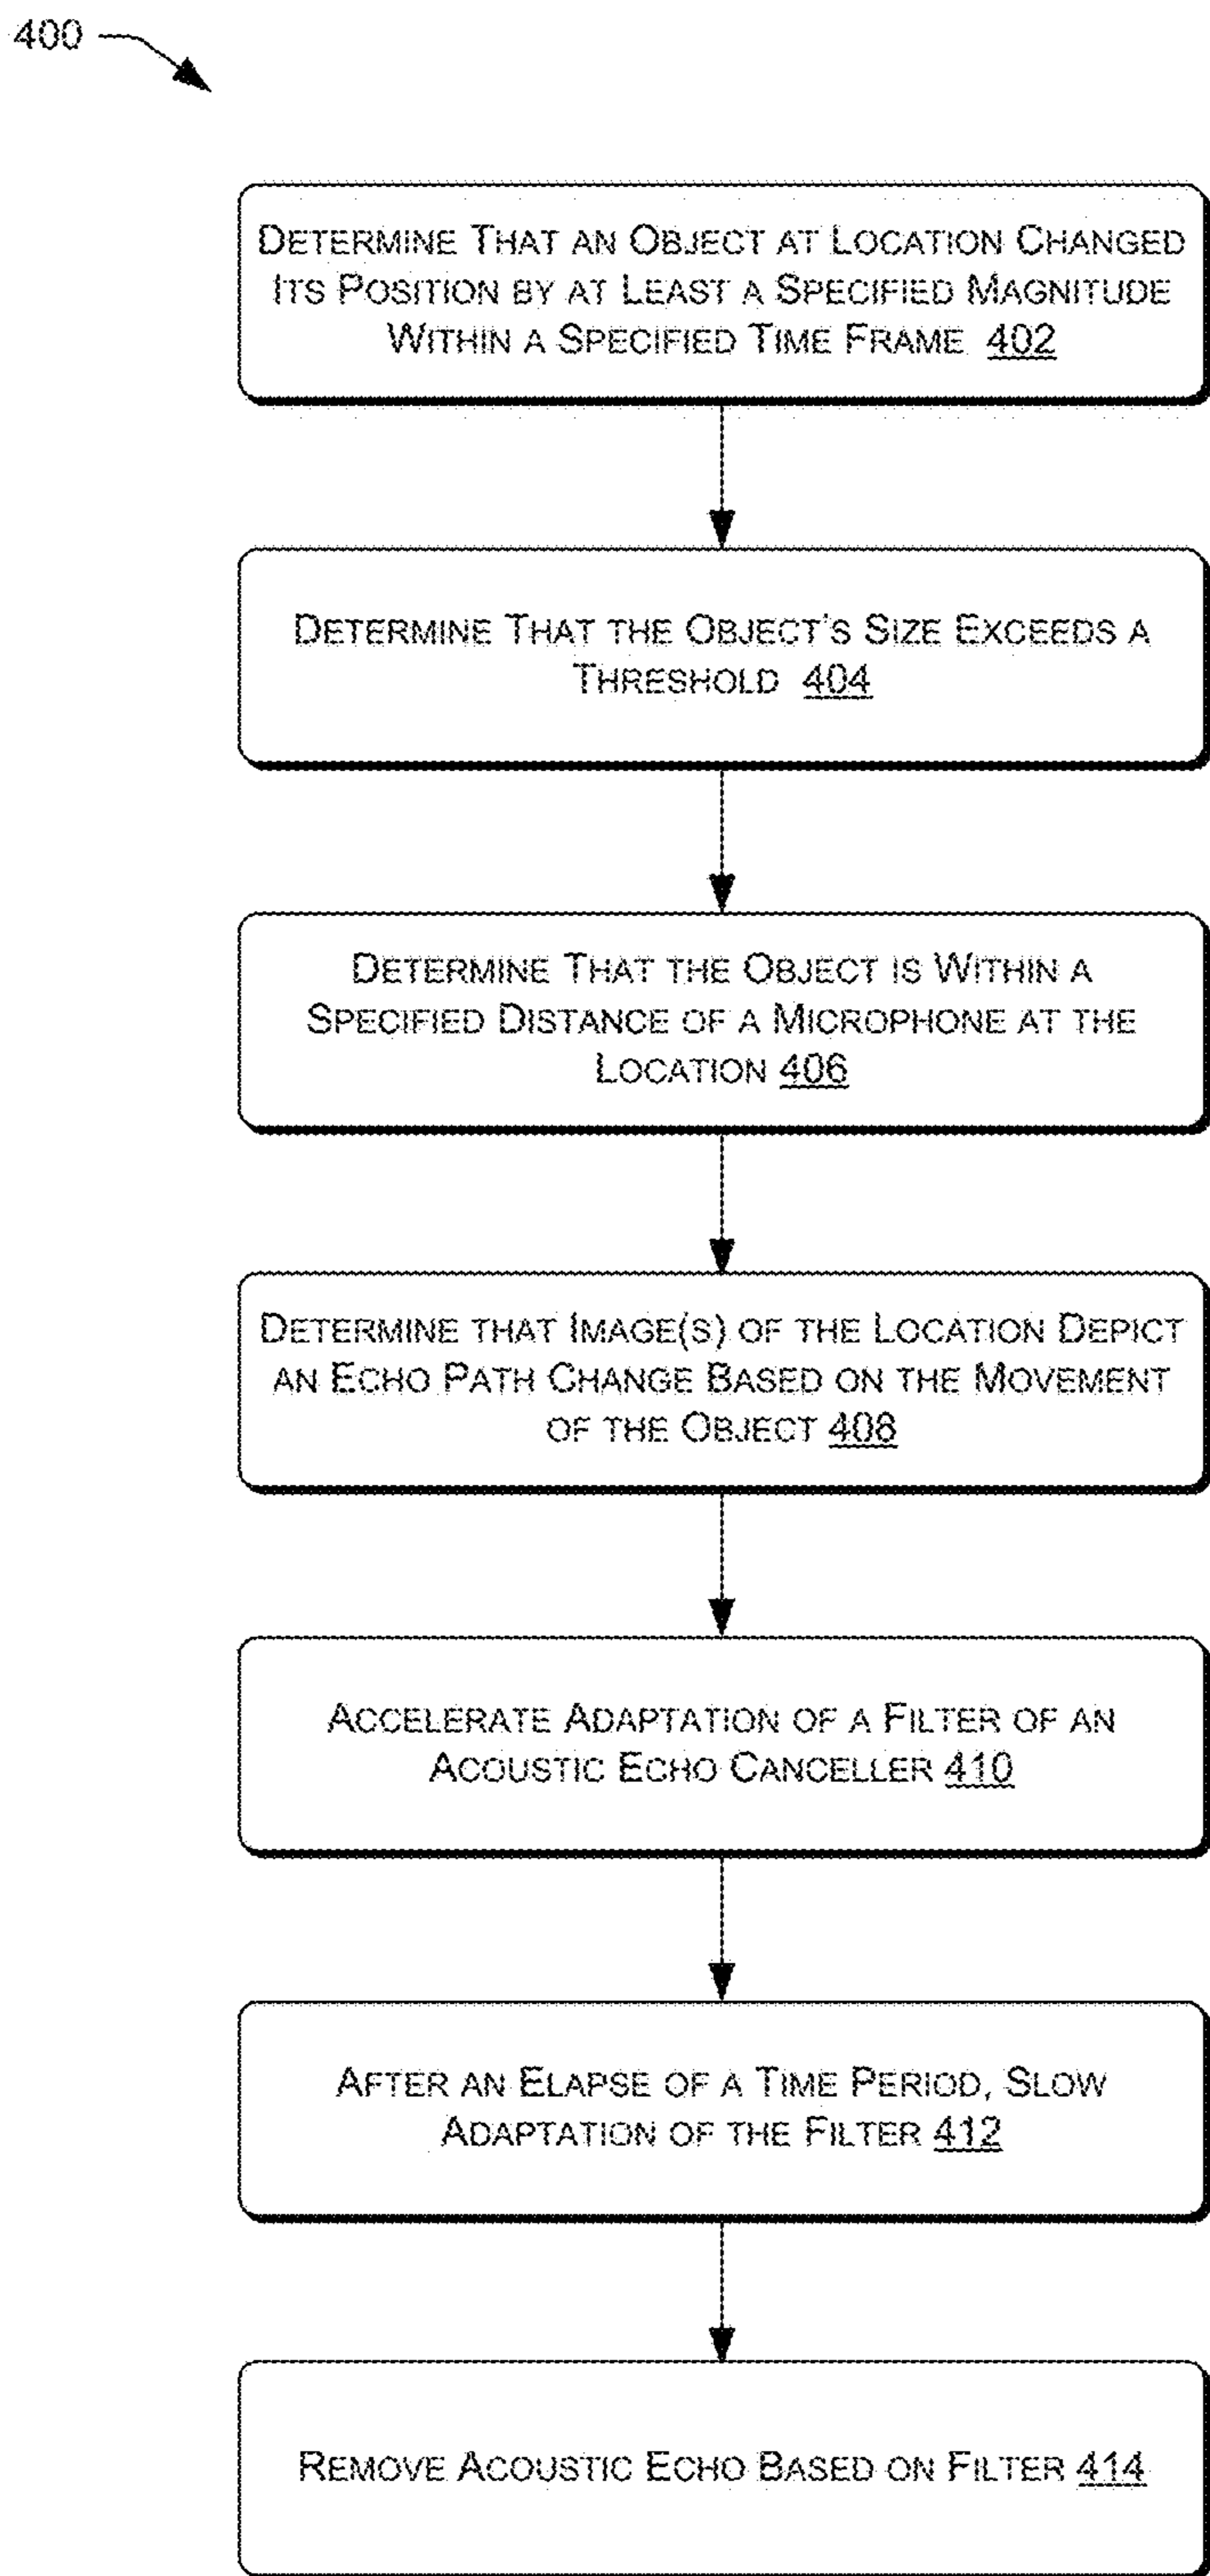 400
DETERMINE THAT AN OBJECT AT LOCATION CHANGED
ITS POSITION BY AT LEAST A SPECIFIED MAGNITUDE
WITHIN A SPECIFIED TIME FRAME 402
DETERMINE THAT THE OBJECT'S SIZE EXCEEDS A
THRESHOLD 404
DETERMINE THAT THE OBJECT IS WITHIN A
SPECIFIED DISTANCE OF A MICROPHONE AT THE
LOCATION 406
DETERMINE THAT IMAGE(S) OF THE LOCATION DEPICT
AN ECHO PATH CHANGE BASED ON THE MOVEMENT
OF THE OBJECT 408
ACCELERATE ADAPTATION OF A FILTER OF AN
ACOUSTIC ECHO CANCELLER 410
AFTER AN ELAPSE OF A TIME PERIOD, SLOW
ADAPTATION OF THE FILTER 412
REMOVE ACOUSTIC ECHO BASED ON FILTER 414